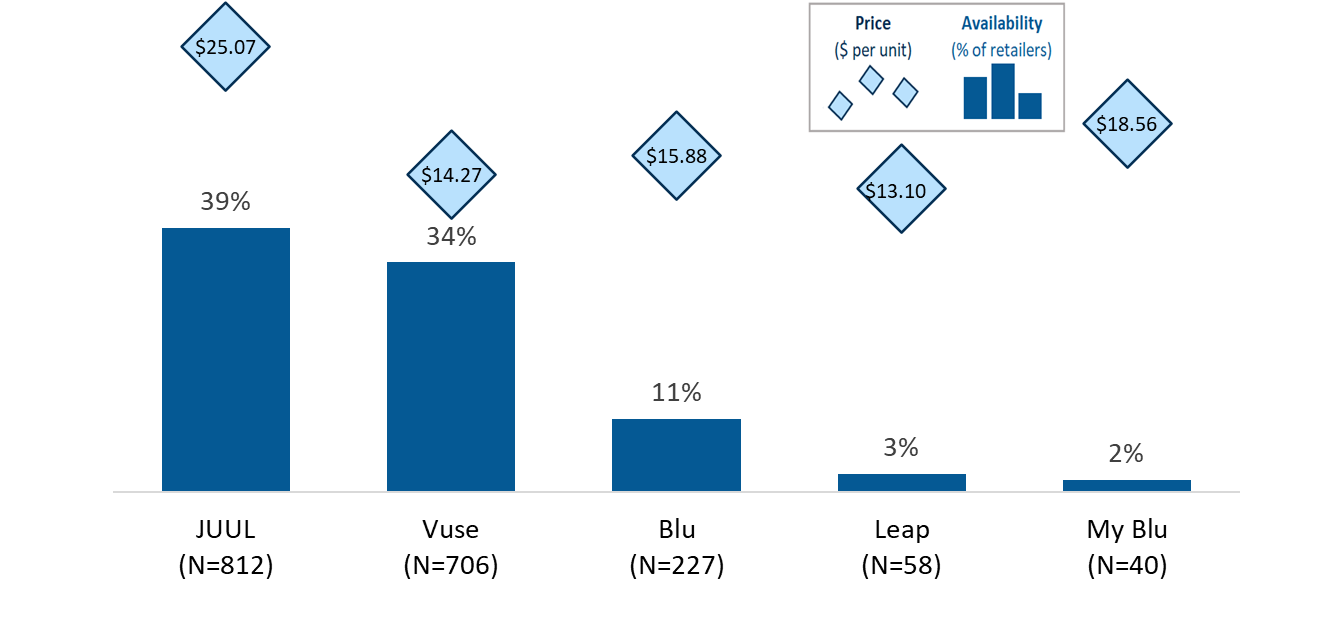 $25.07
$14.27
$15.88
$13.10
$18.56
Price
($ per unit)
Availability
(% of retailers)
39%
34%
11%
3%
2%
JUUL
(N=812)
Vuse
(N=706)
Blu
(N=227)
Leap
(N=58)
My Blu
(N=40)